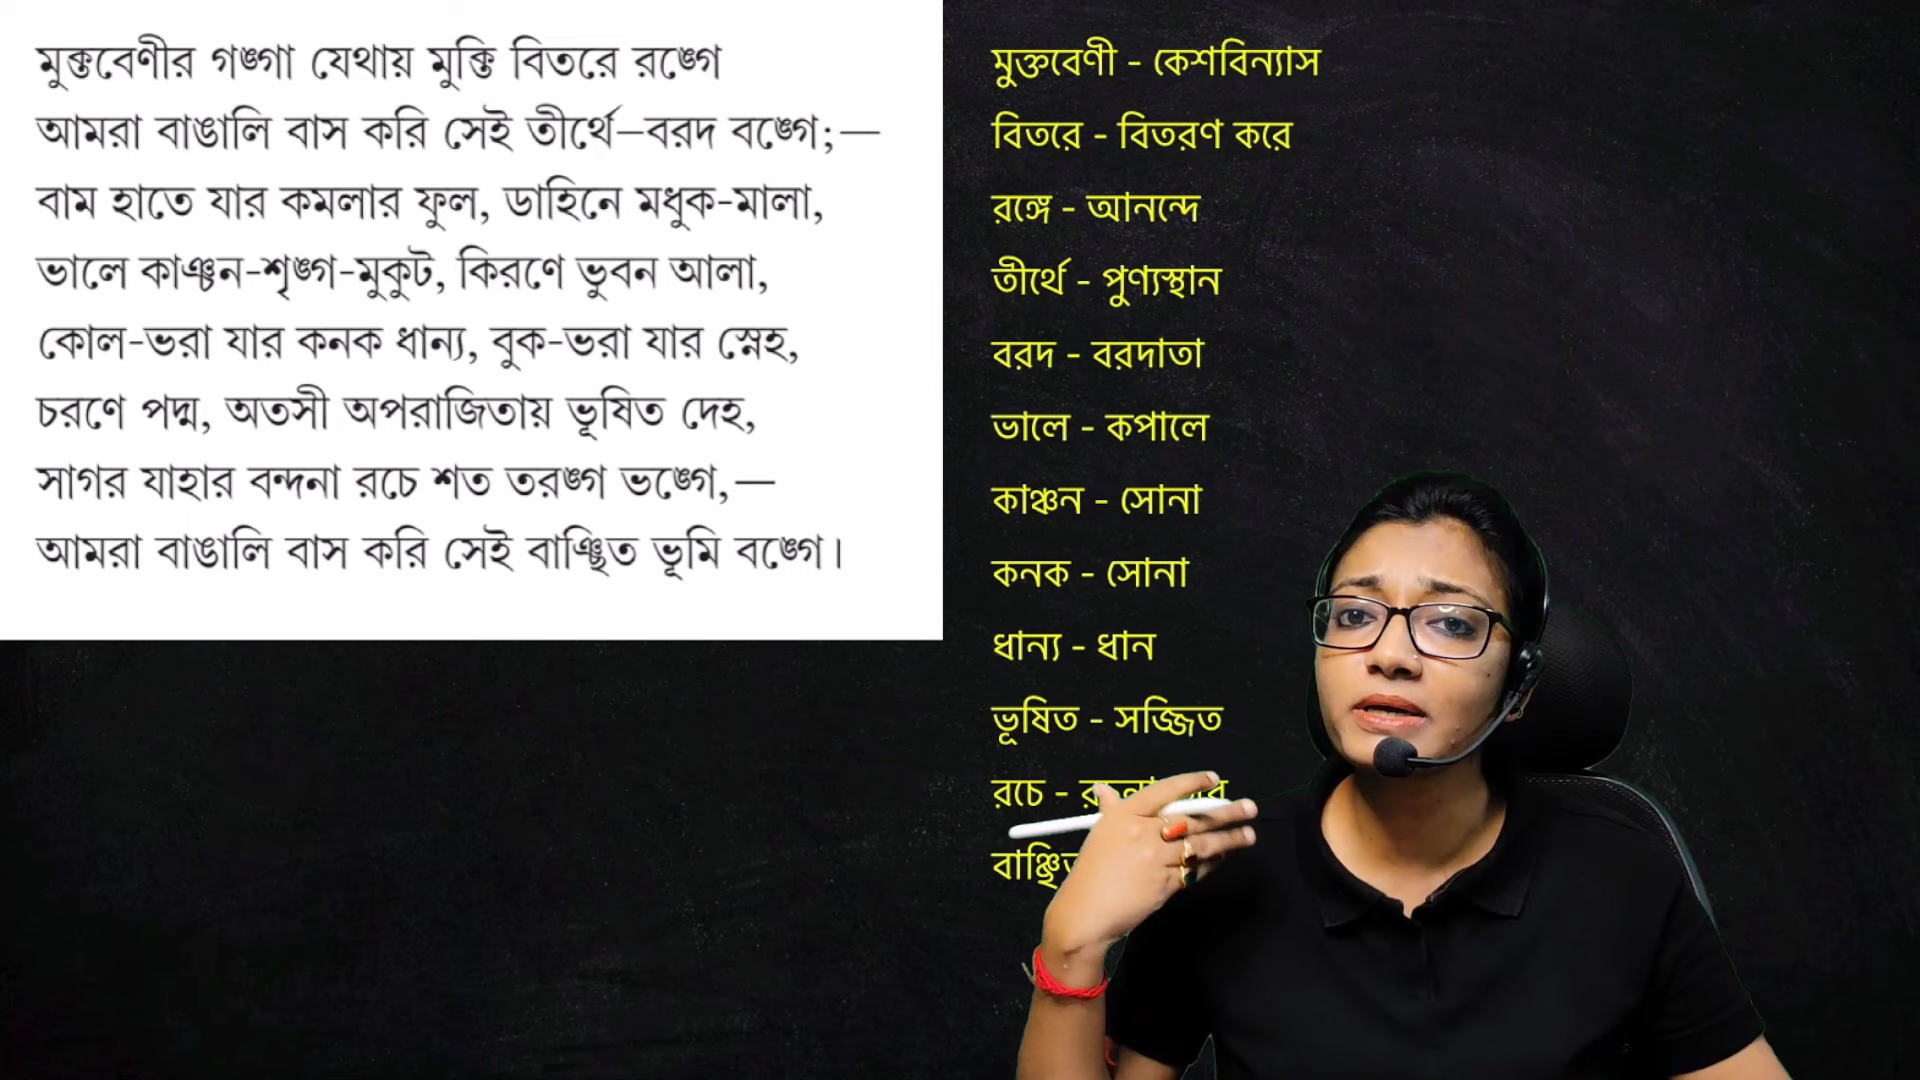 মুক্তবেণীর গঙ্গা যেথায় মুক্তি বিতরে রঙ্গে
আমরা বাঙালি বাস করি সেই তীর্থে—বরদ বঙ্গে;—
বাম হাতে যার কমলার ফুল, ডাহিনে মধুক-মালা,
ভালে কাঞ্চন-শৃঙ্গ-মুকুট, কিরণে ভুবন আলা,
কোল-ভরা যার কনক ধান্য, বুক-ভরা যার স্নেহ,
চরণে পদ্ম, অতসী অপরাজিতায় ভূষিত দেহ,
সাগর যাহার বন্দনা রচে শত তরঙ্গ ভঙ্গে,—
আমরা বাঙালি বাস করি সেই বাঞ্ছিত ভূমি বঙ্গে।
মুক্তবেণী - কেশবিন্যাস
বিতরে - বিতরণ করে
রঙ্গে - আনন্দে
তীর্থে - পুণ্যস্থান
বরদ - বরদাতা
ভালে - কপালে
কাঞ্চন - সোনা
কনক - সোনা
ধান্য - ধান
ভূষিত - সজ্জিত
রচে -